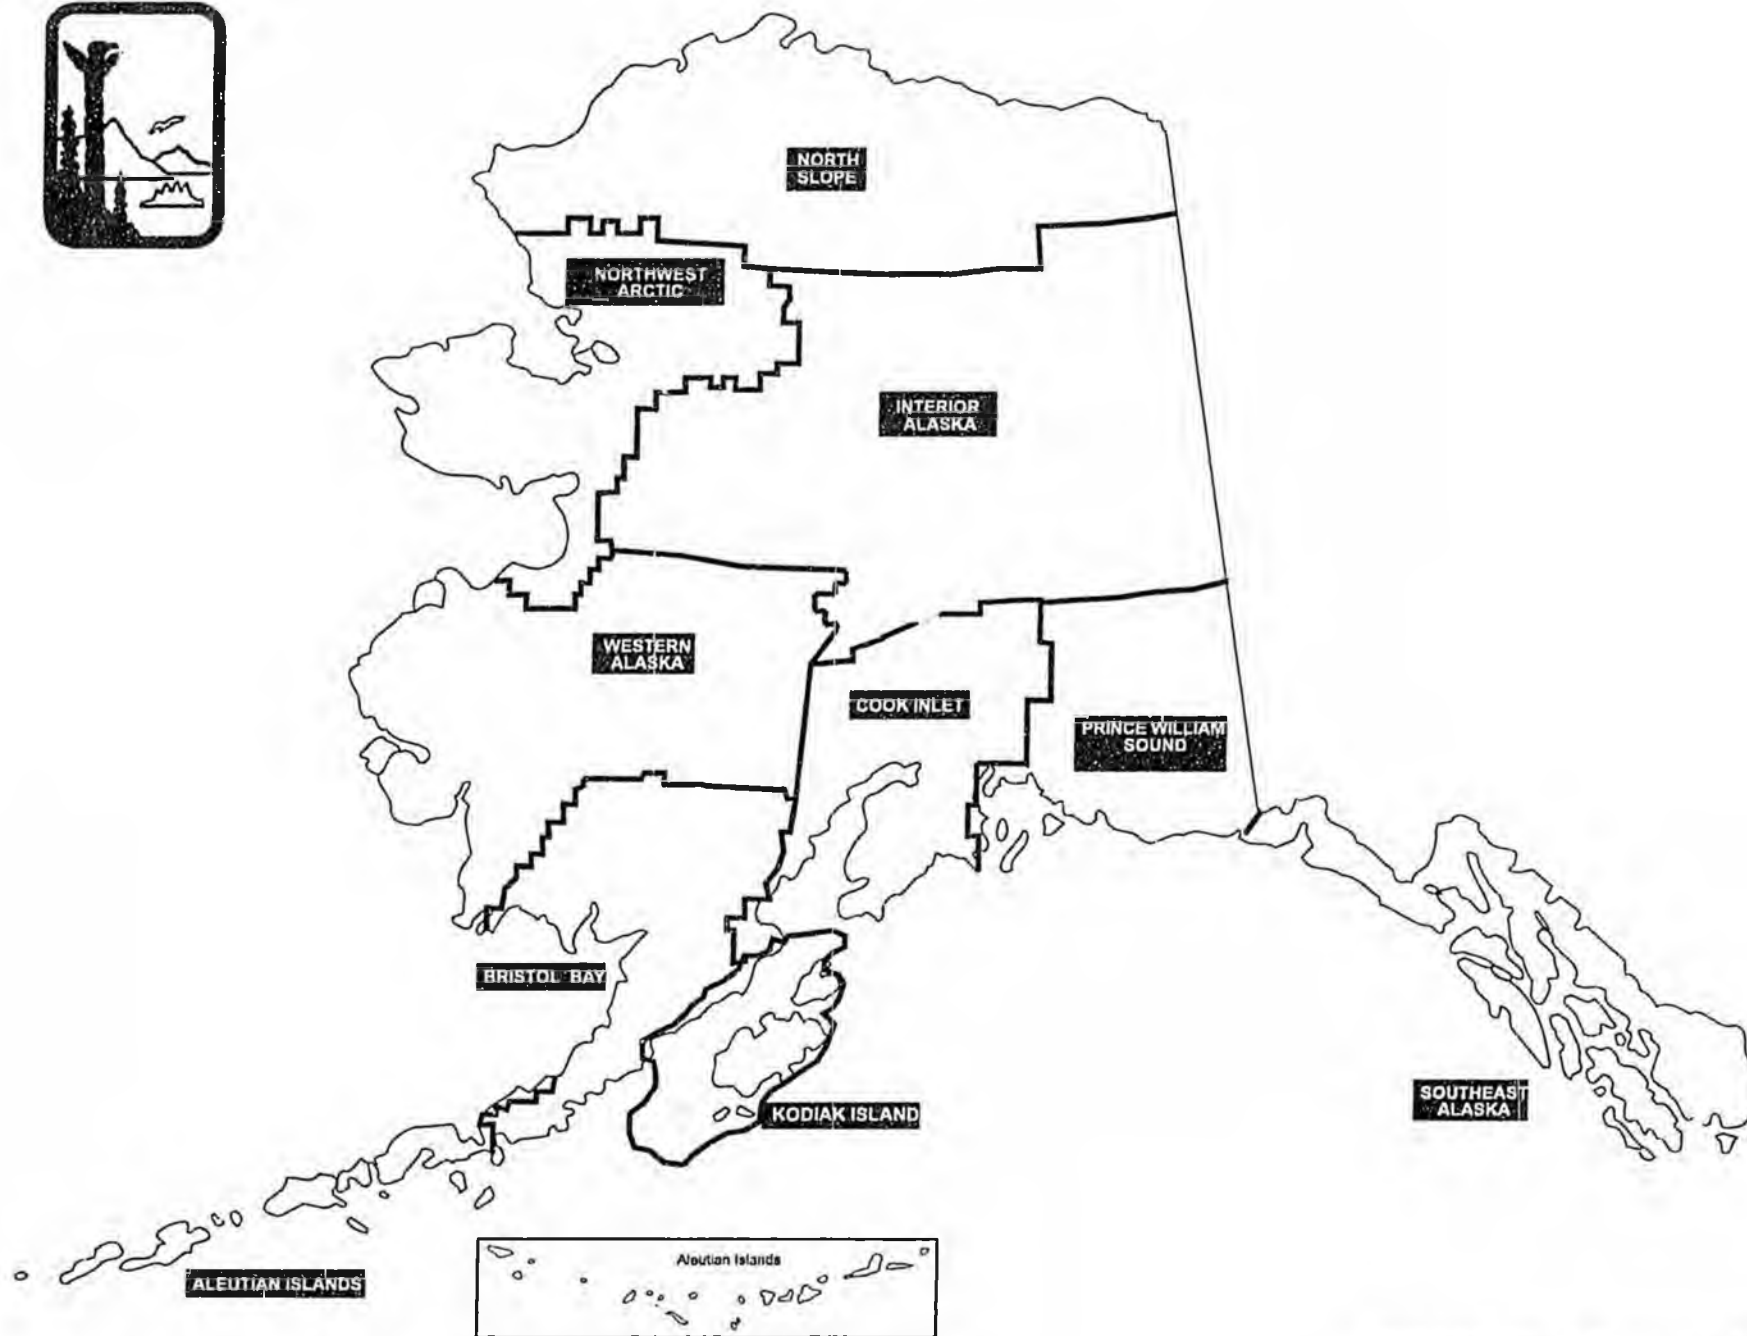 NORTH
SLOPE
NORTHWEST
ARCTIC
INTERIOR
ALASKA
WESTERN
ALASKA
COOK INLET
PRINCE WILLIAM
SOUND
BRISTOL BAY
KODIAK ISLAND
SOUTHEAST
ALASKA
Aleutian Islands
ALEUTIAN ISLANDS